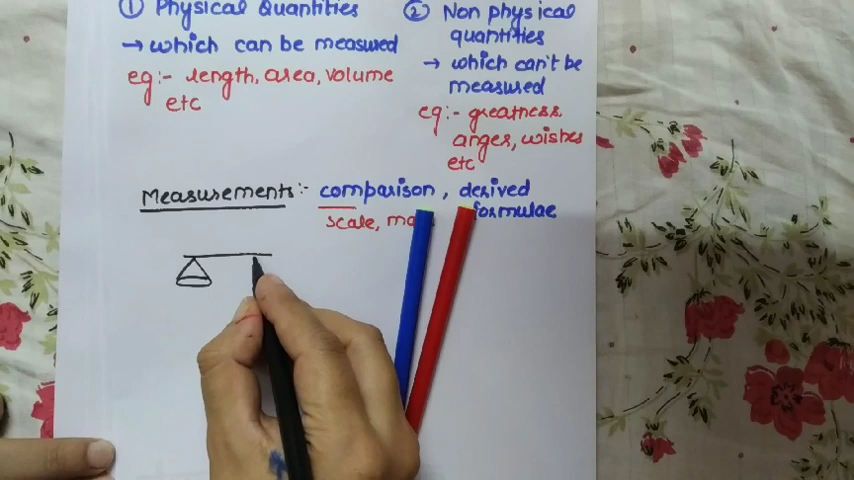 ① Physical Quantities
→ which can be measured
eg :- length, area, volume
etc
② Non physical
quantities
→ which can't be
measured
eg :- greatness,
anger, wishes
etc
Measurements :- comparison, derived
formulae
scale,